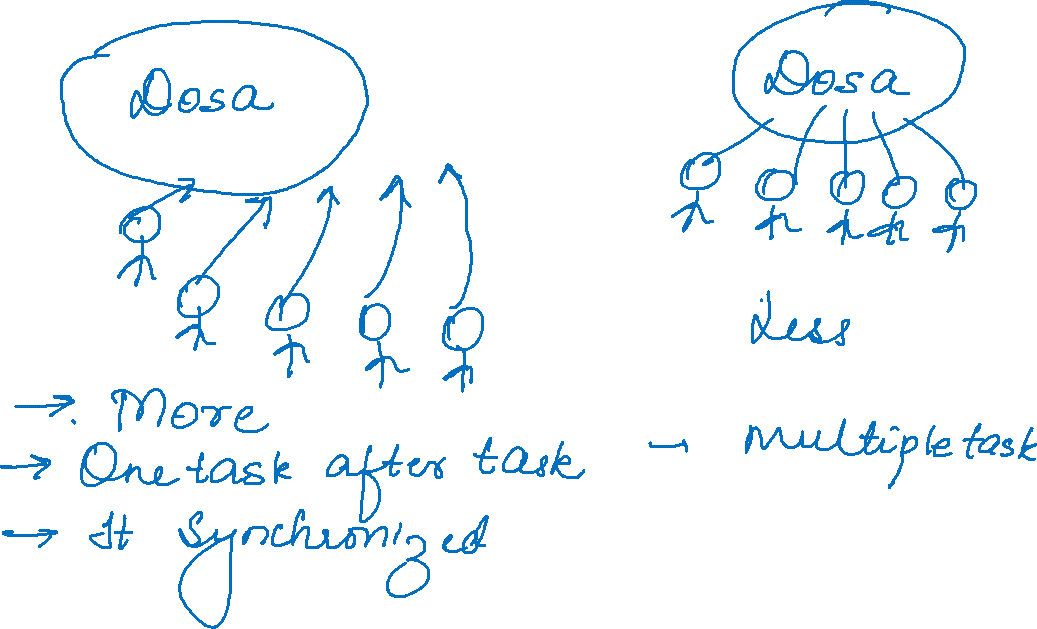 Dosa
→ More
→ One task after task
→ It synchronized
Dosa
Less
→ Multiple task